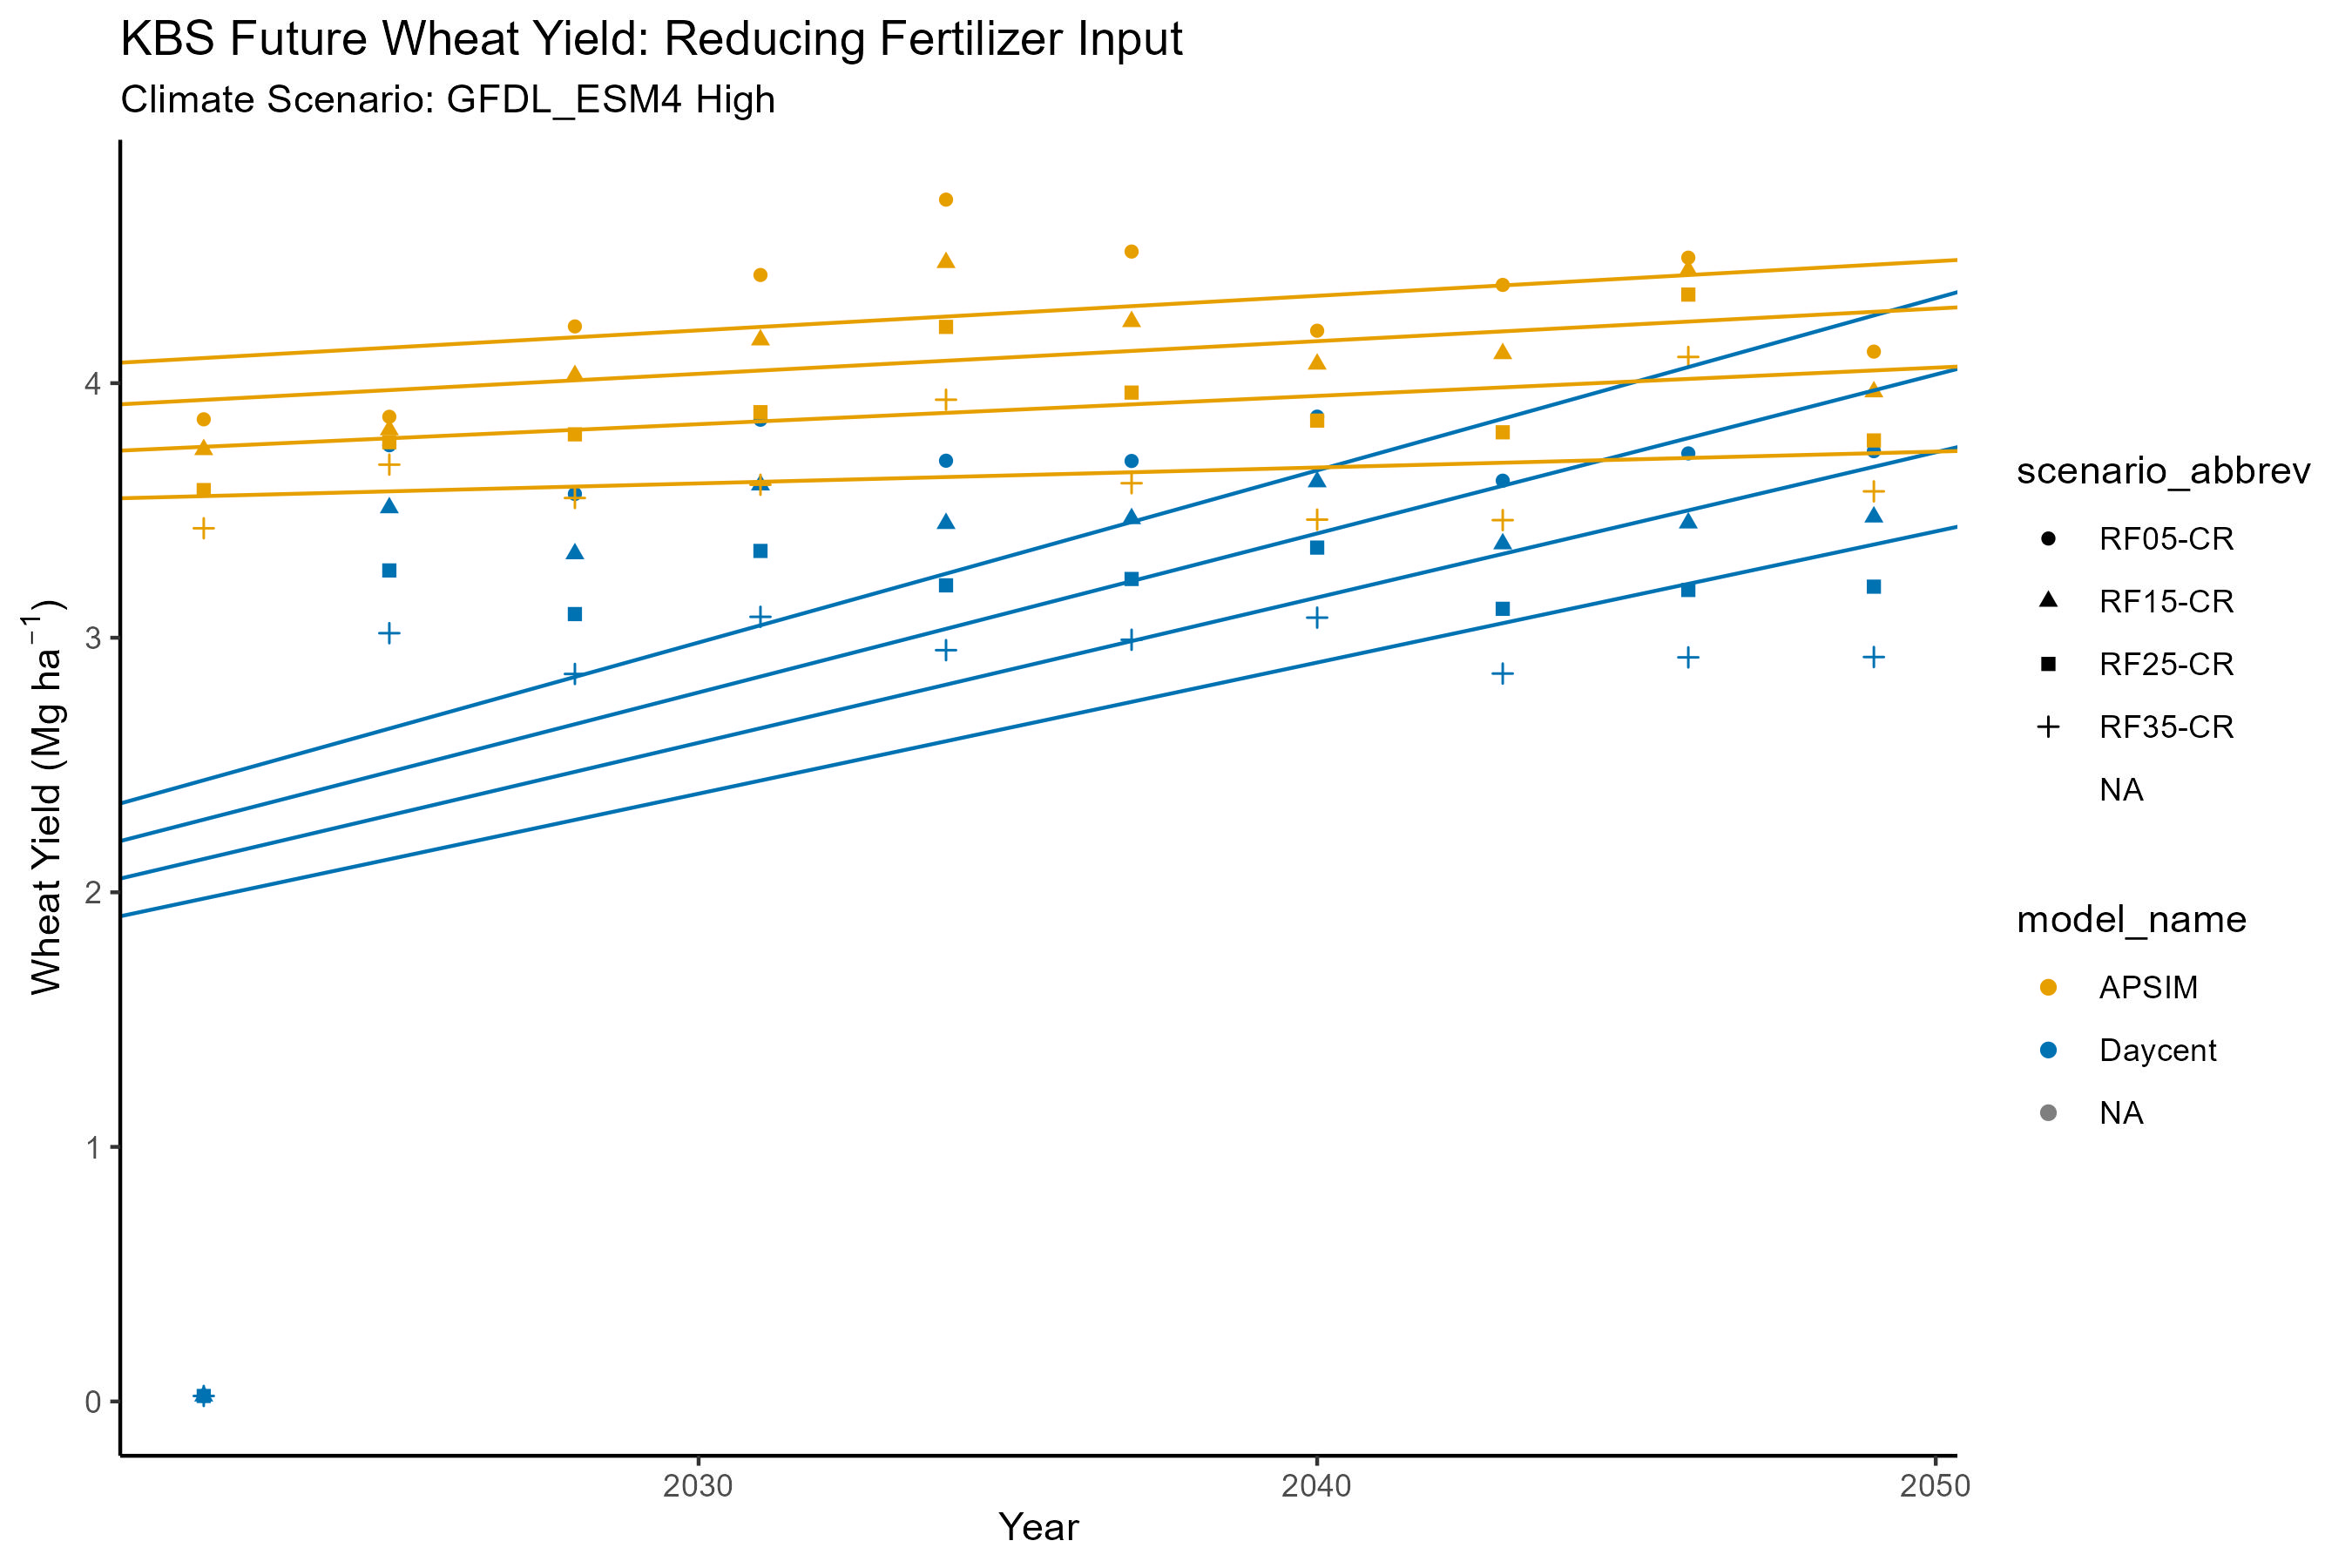 KBS Future Wheat Yield: Reducing Fertilizer Input
Climate Scenario: GFDL_ESM4 High
Wheat Yield (Mg ha⁻¹)
4
3
2
1
0
2030
2040
2050
Year
scenario_abbrev
RF05-CR
RF15-CR
RF25-CR
RF35-CR
NA
model_name
APSIM
Daycent
NA